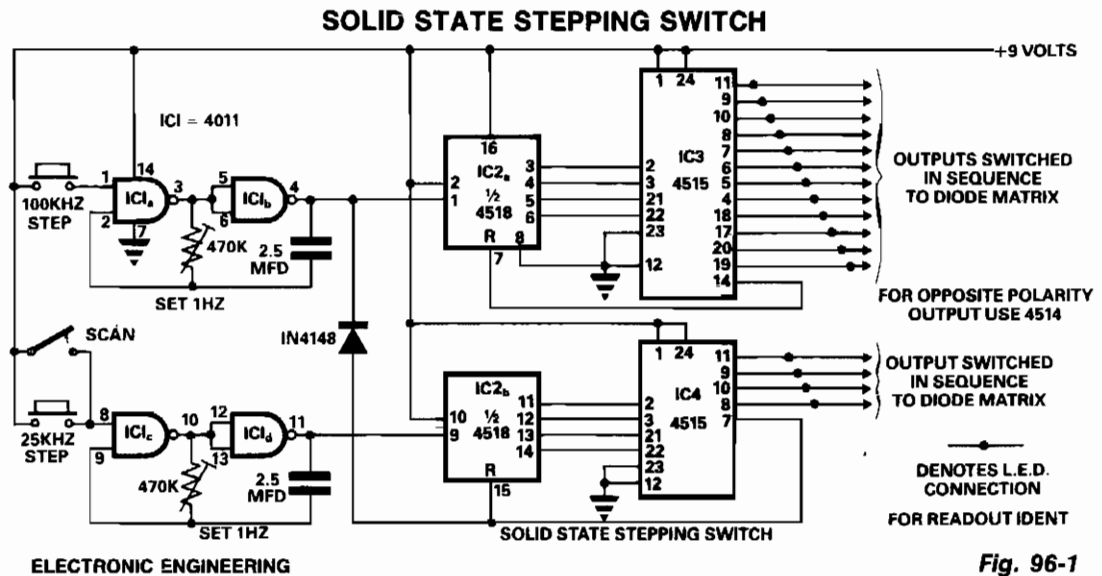 SOLID STATE STEPPING SWITCH
+9 VOLTS
ICI = 4011
14
1
ICIa
3
2
7
5
ICIb
4
6
100KHZ
STEP
470K
2.5
MFD
SET 1HZ
SCAN
IN4148
8
ICIc
10
9
12
ICId
11
13
25KHZ
STEP
470K
2.5
MFD
SET 1HZ
16
IC2a
½
4518
2
1
3
4
5
6
R
8
7
IC2b
½
4518
10
9
11
12
13
14
R
15
1
24
IC3
4515
2
3
21
22
23
12
11
9
10
8
7
6
5
4
18
17
20
19
14
OUTPUTS SWITCHED
IN SEQUENCE
TO DIODE MATRIX
FOR OPPOSITE POLARITY
OUTPUT USE 4514
1
24
IC4
4515
2
3
21
22
23
12
11
9
10
8
7
OUTPUT SWITCHED
IN SEQUENCE
TO DIODE MATRIX
DENOTES L.E.D.
CONNECTION
FOR READOUT IDENT
SOLID STATE STEPPING SWITCH
ELECTRONIC ENGINEERING
Fig. 96-1